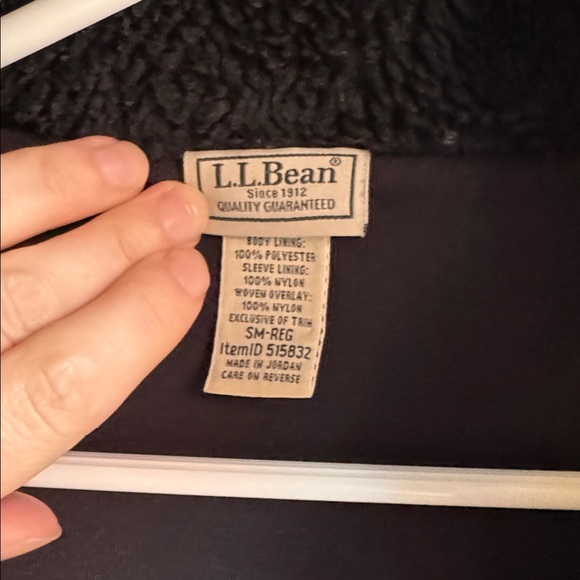 L.L.Bean®
Since 1912
QUALITY GUARANTEED
BODY LINING:
100% POLYESTER
SLEEVE LINING:
100% NYLON
WOVEN OVERLAY:
100% NYLON
EXCLUSIVE OF TRIM
SM-REG
ItemID 515832
MADE IN JORDAN
CARE ON REVERSE